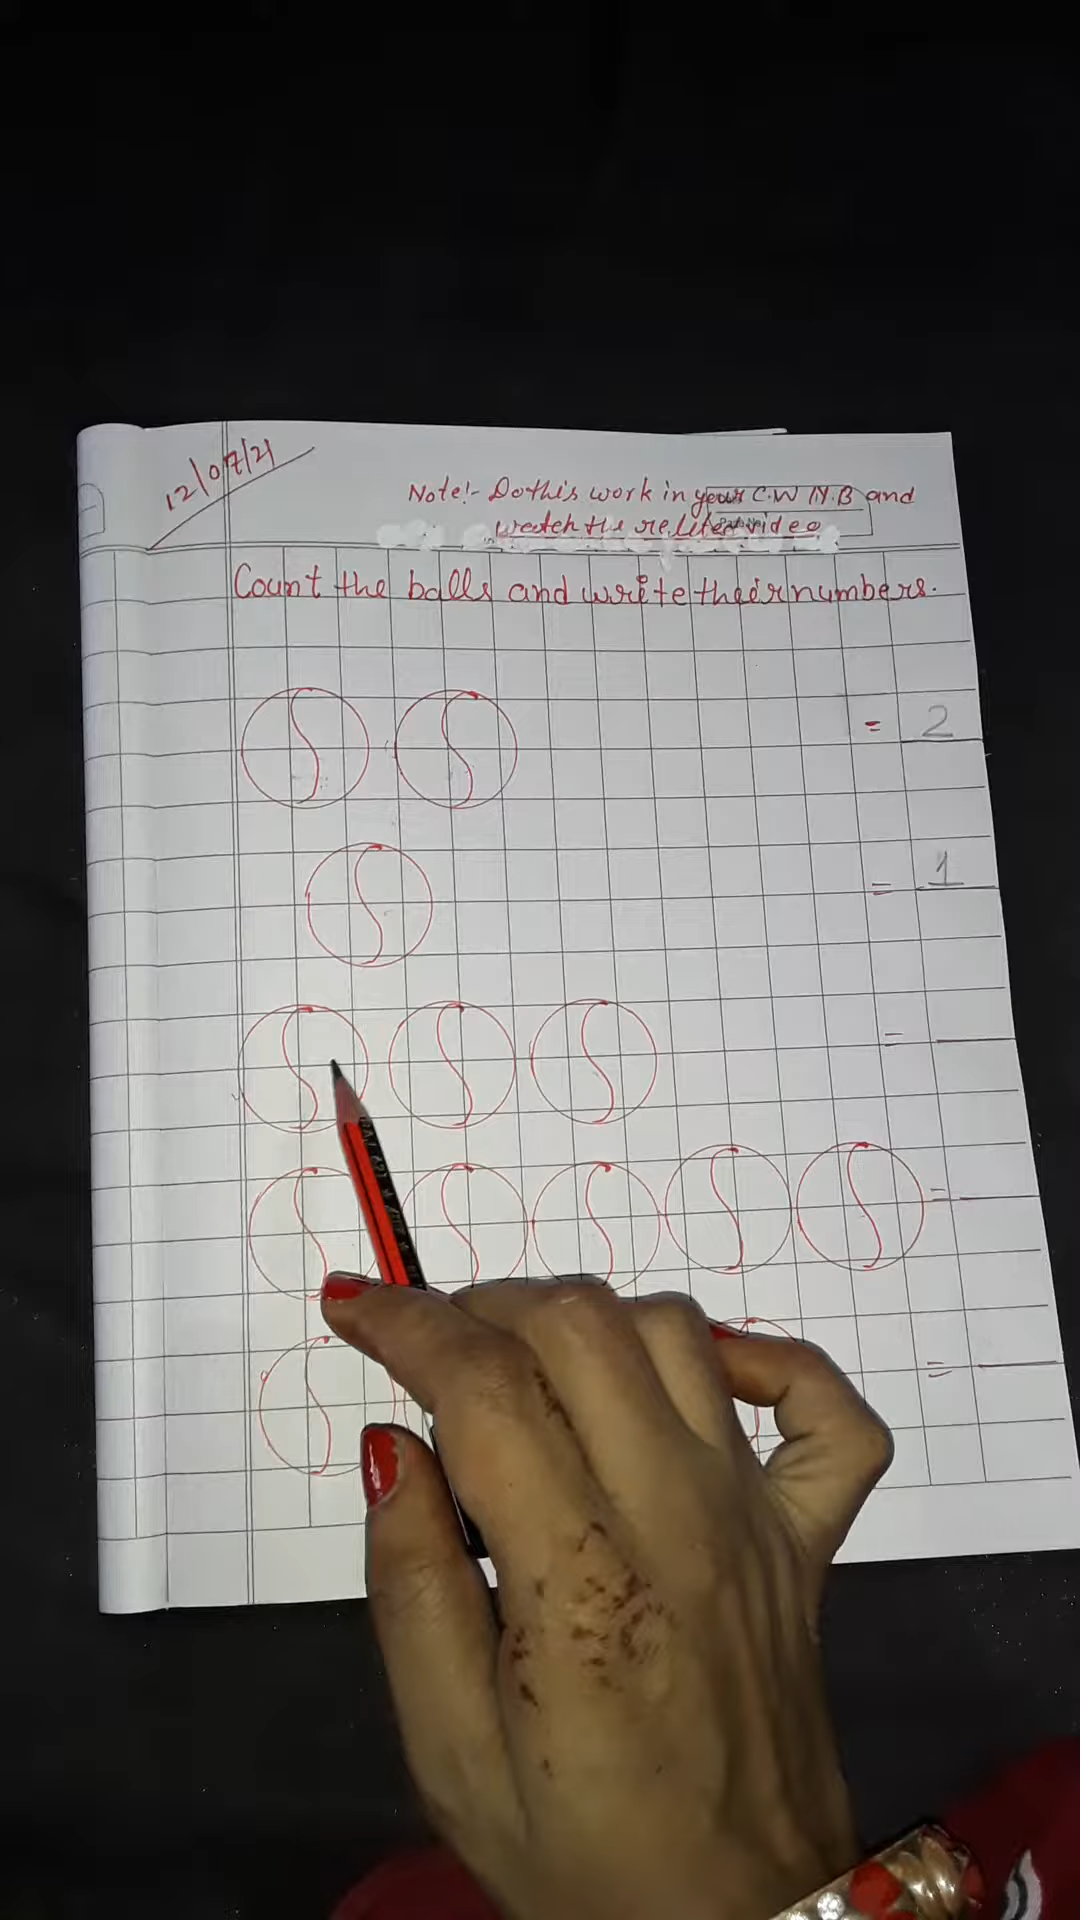 12/07/21
Note!- Do this work in your C.W N.B and
watch the relited video
Count the balls and write their numbers.
= 2
= 1
=
=
=